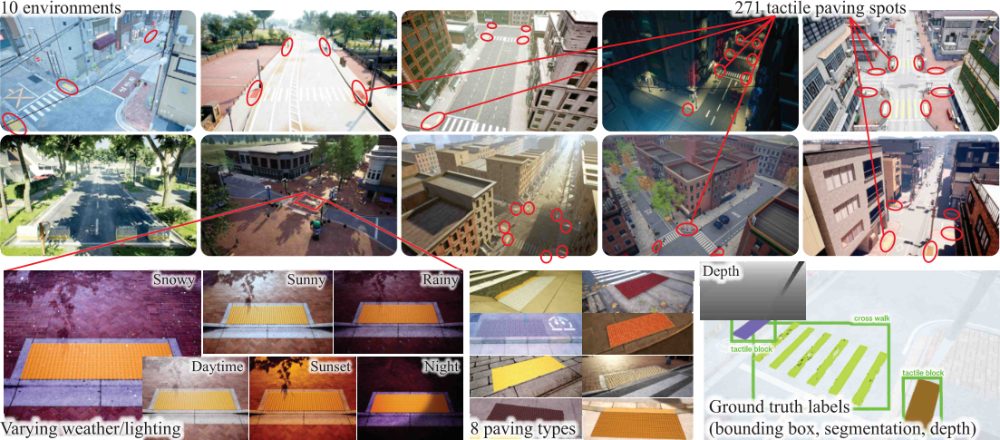 10 environments
271 tactile paving spots
Snowy
Sunny
Rainy
Daytime
Sunset
Night
Varying weather/lighting
8 paving types
Depth
cross walk
tactile block
tactile block
Ground truth labels
(bounding box, segmentation, depth)